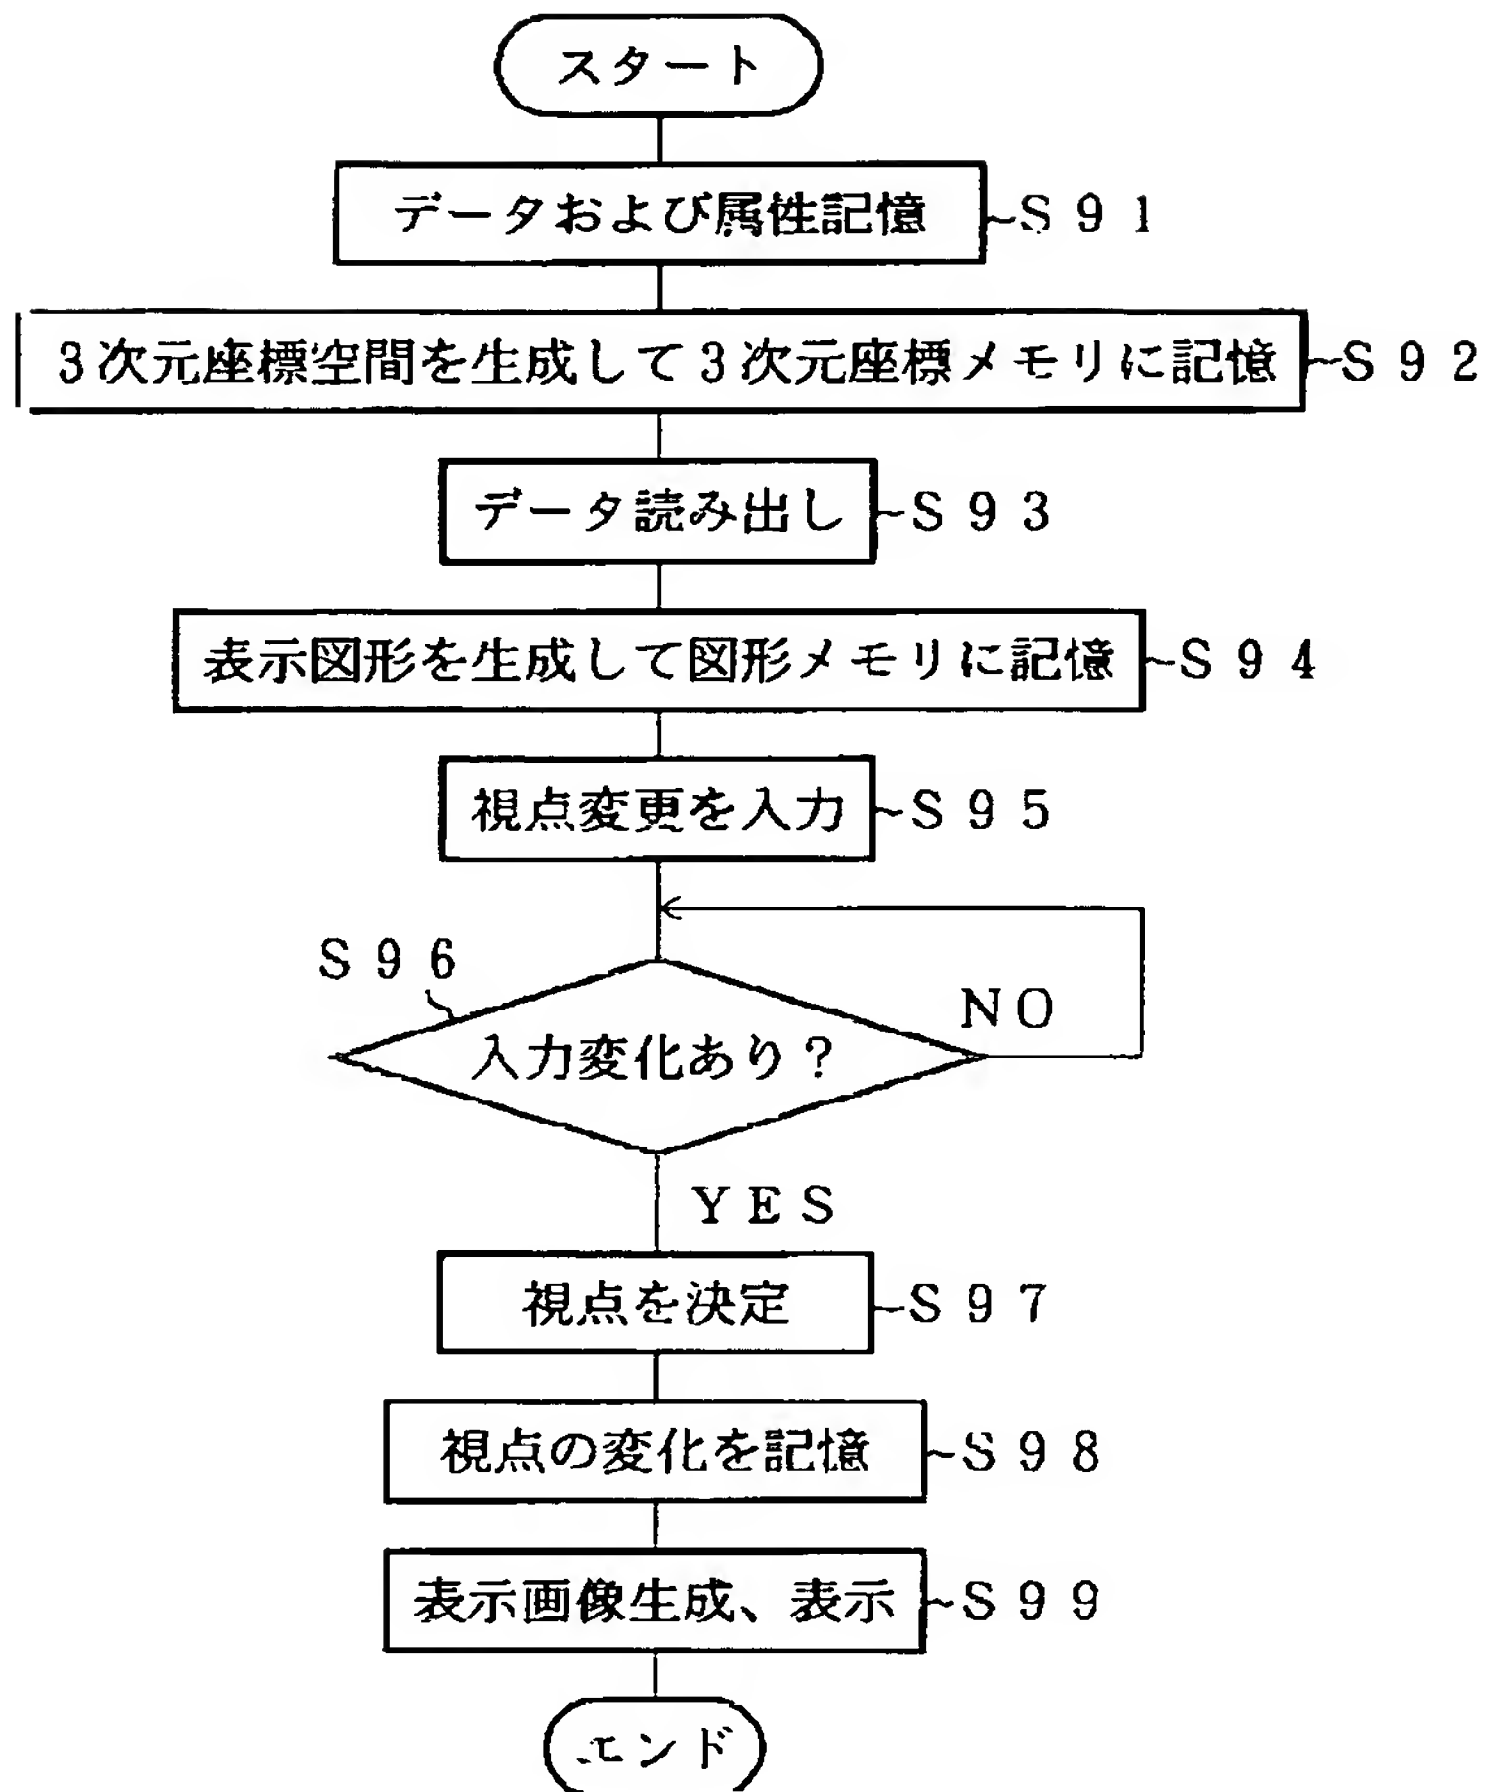 スタート
データおよび属性記憶 ~S91
3次元座標空間を生成して3次元座標メモリに記憶 ~S92
データ読み出し ~S93
表示図形を生成して図形メモリに記憶 ~S94
視点変更を入力 ~S95
S96
NO
入力変化あり?
YES
視点を決定 ~S97
視点の変化を記憶 ~S98
表示画像生成、表示 ~S99
エンド